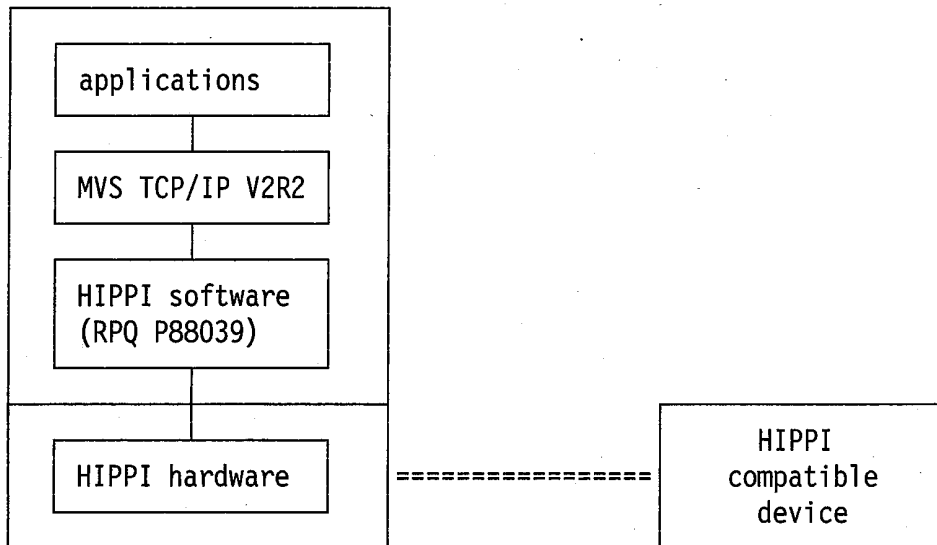 applications
MVS TCP/IP V2R2
HIPPI software
(RPQ P88039)
HIPPI hardware
HIPPI
compatible
device